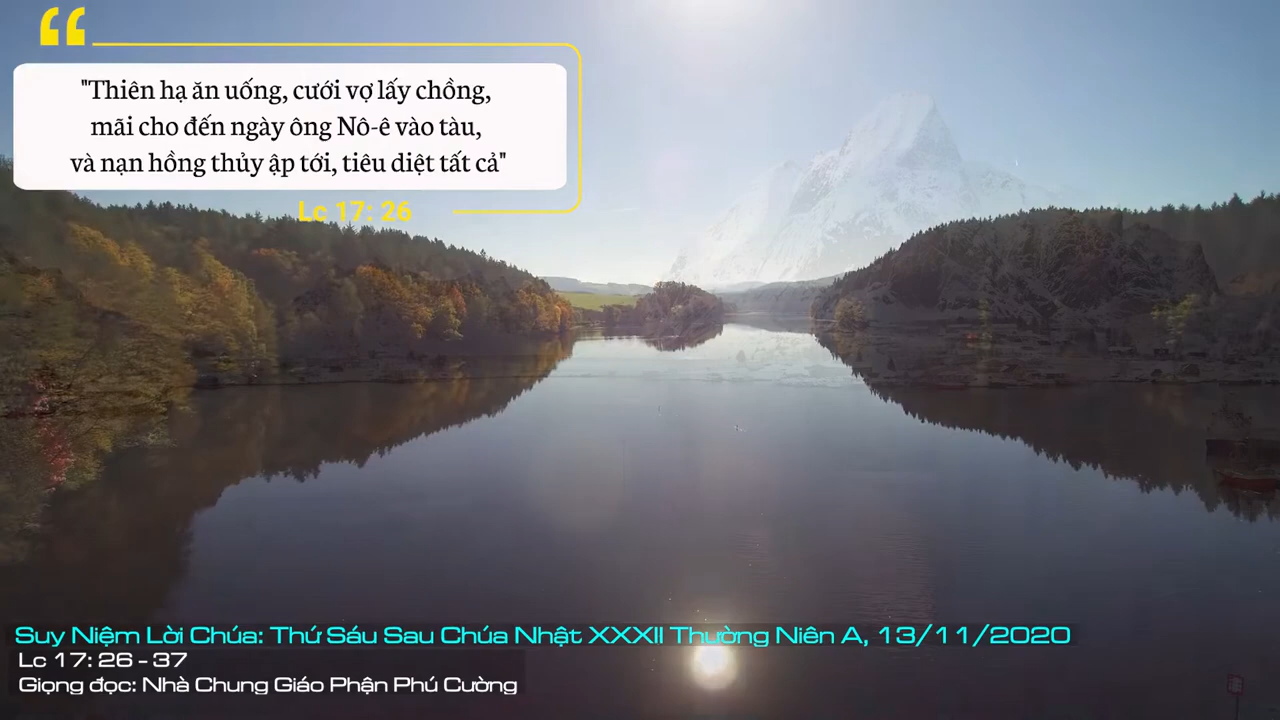 "Thiên hạ ăn uống, cưới vợ lấy chồng,
mãi cho đến ngày ông Nô-ê vào tàu,
và nạn hồng thủy ập tới, tiêu diệt tất cả"
Lc 17: 26
Suy Niệm Lời Chúa: Thứ Sáu Sau Chúa Nhật XXXII Thường Niên A, 13/11/2020
Lc 17: 26 - 37
Giọng đọc: Nhà Chung Giáo Phận Phú Cường